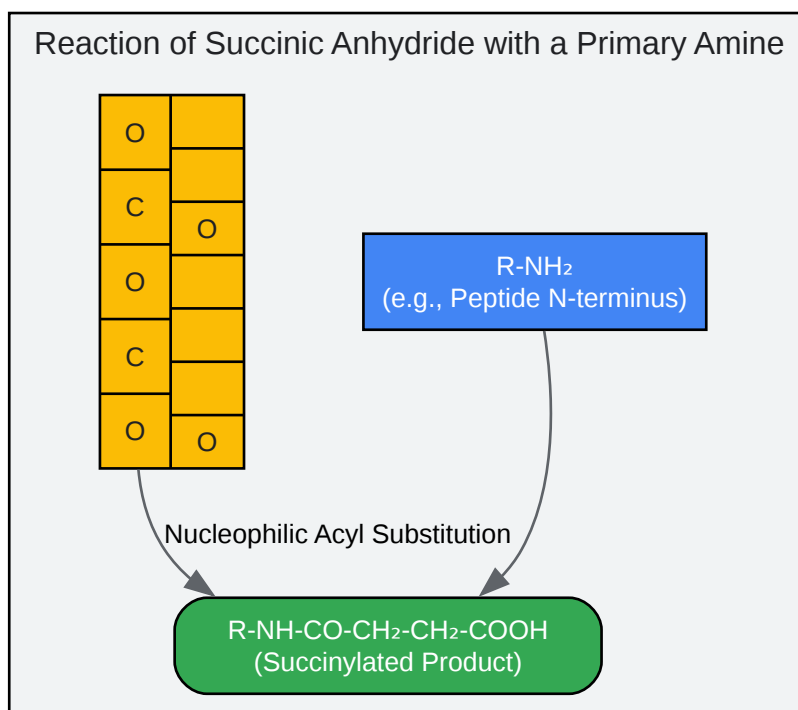 Reaction of Succinic Anhydride with a Primary Amine
O
C
O
C
O
O
O
R-NH₂
(e.g., Peptide N-terminus)
Nucleophilic Acyl Substitution
R-NH-CO-CH₂-CH₂-COOH
(Succinylated Product)